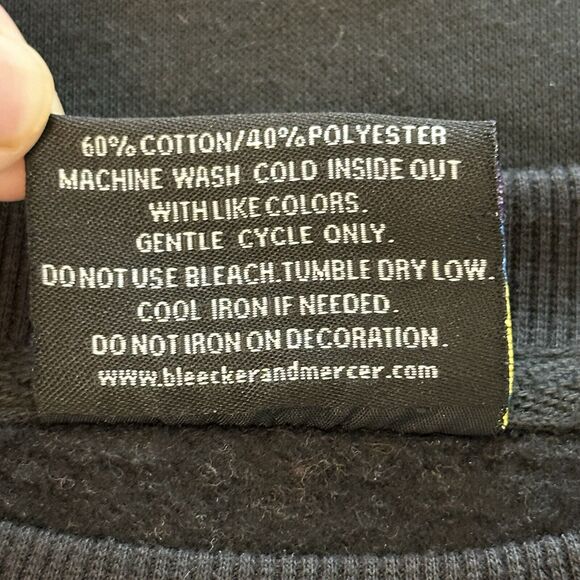 60% COTTON/40% POLYESTER
MACHINE WASH COLD INSIDE OUT
WITH LIKE COLORS.
GENTLE CYCLE ONLY.
DO NOT USE BLEACH. TUMBLE DRY LOW.
COOL IRON IF NEEDED.
DO NOT IRON ON DECORATION.
www.bleeckerandmercer.com